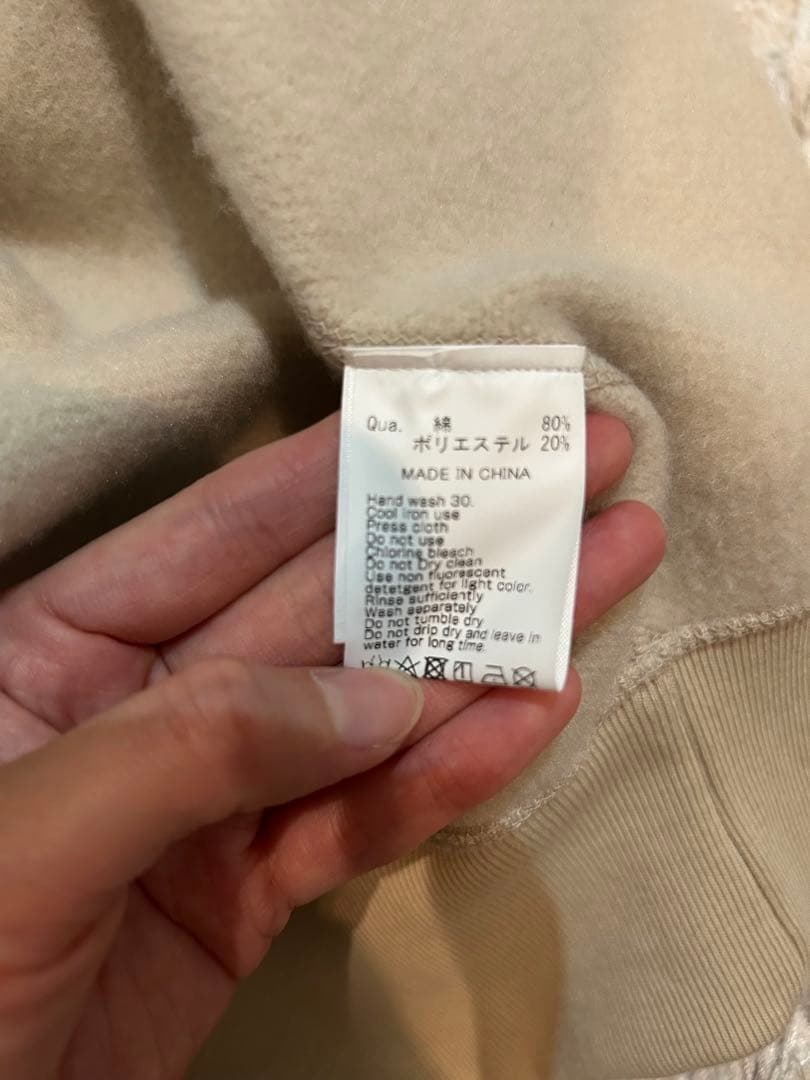 Qua. 綿 80%
ポリエステル 20%
MADE IN CHINA
Hand wash 30.
Cool iron use
Press cloth
Do not use
Chlorine bleach
Do not Dry clean
Use non fluorescent
detetgent for light color.
Rinse sufficiently
Wash separately
Do not tumble dry
Do not drip dry and leave in
water for long time.